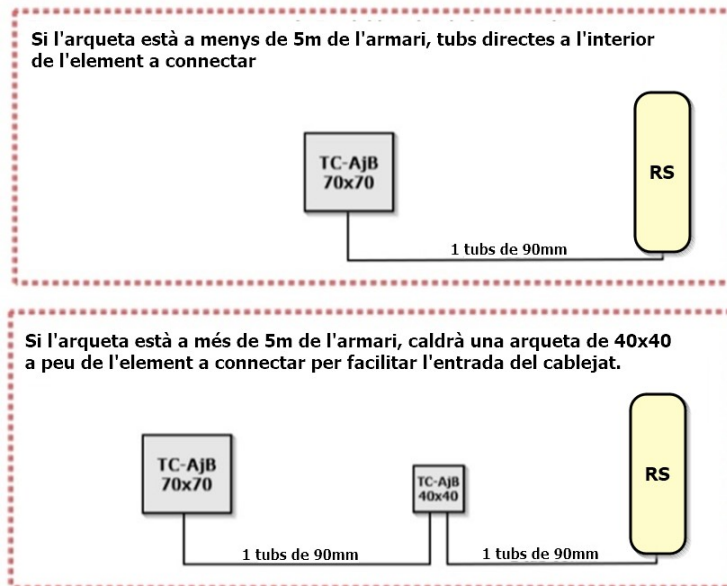 Si l'arqueta està a menys de 5m de l'armari, tubs directes a l'interior
de l'element a connectar
TC-AjB
70x70
RS
1 tubs de 90mm
Si l'arqueta està a més de 5m de l'armari, caldrà una arqueta de 40x40
a peu de l'element a connectar per facilitar l'entrada del cablejat.
TC-AjB
70x70
TC-AjB
40x40
RS
1 tubs de 90mm
1 tubs de 90mm